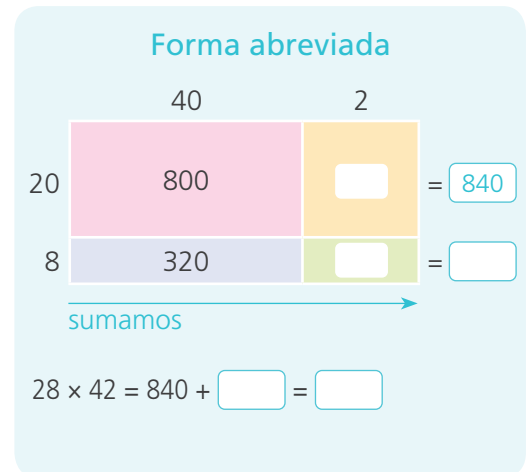 Forma abreviada
40 2
20 800 = 840
8 320 =
sumamos
28 × 42 = 840 + =